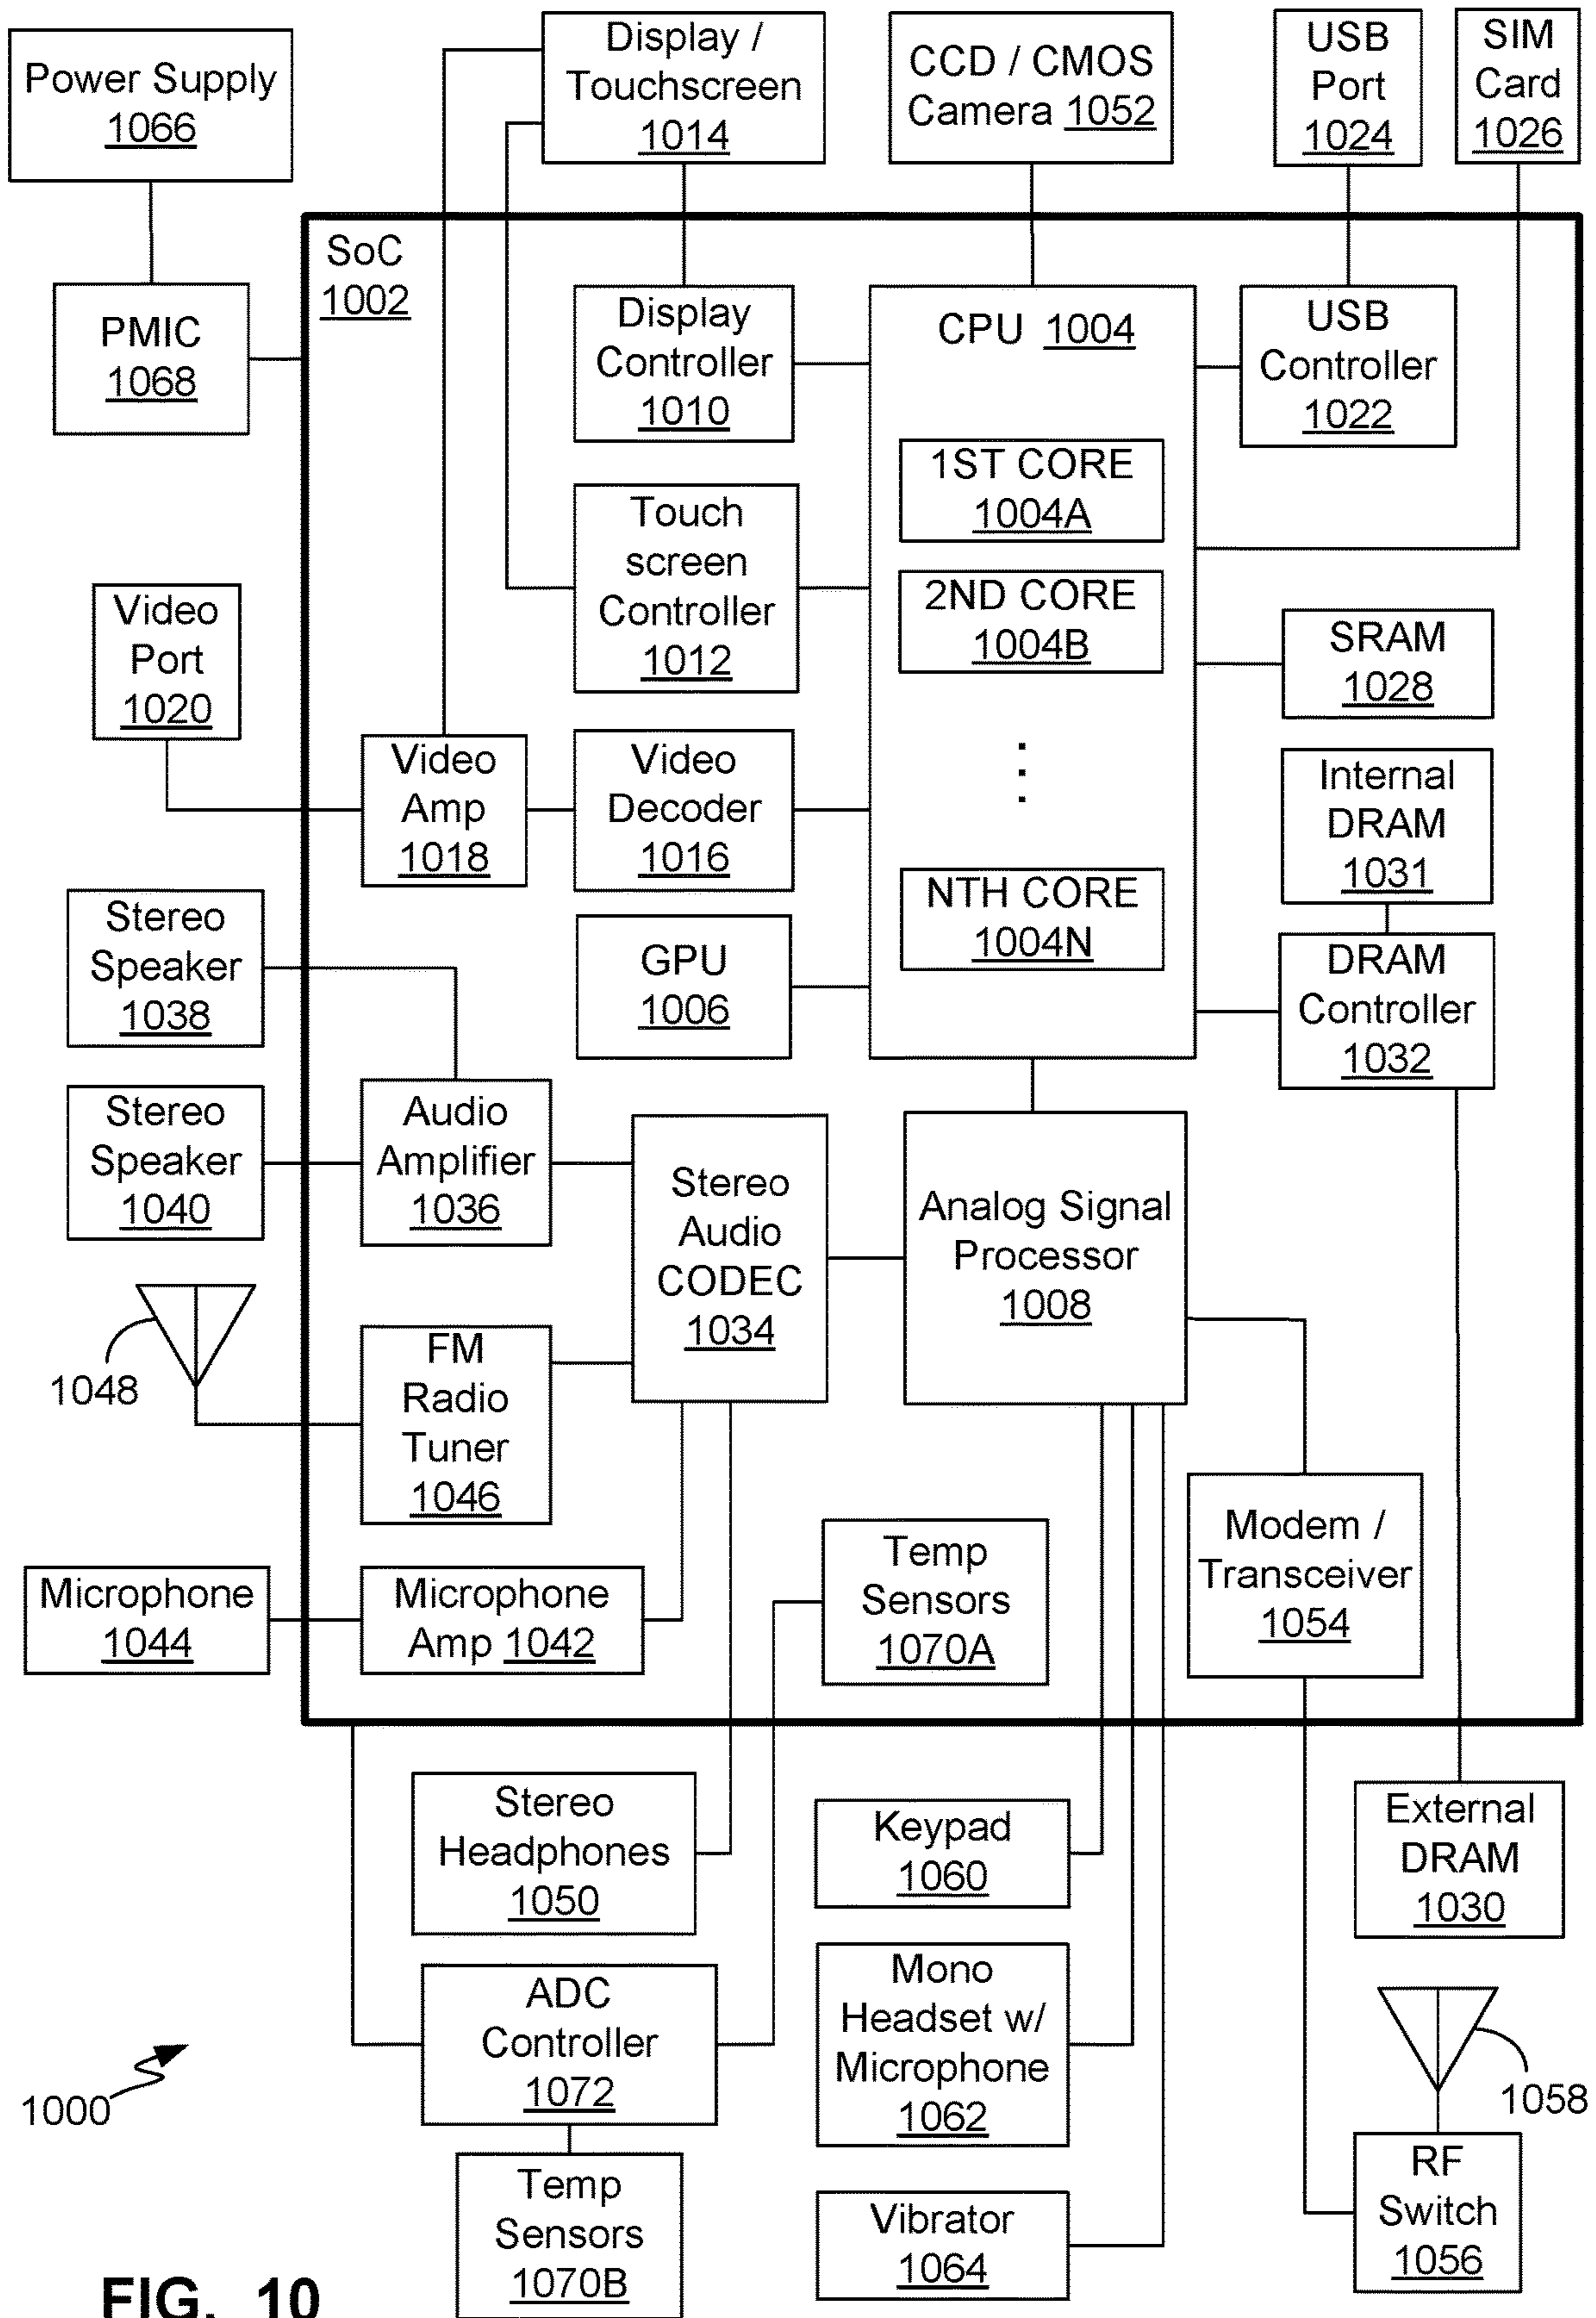 Power Supply
1066
Display /
Touchscreen
1014
CCD / CMOS
Camera 1052
USB
Port
1024
SIM
Card
1026
SoC
1002
PMIC
1068
Display
Controller
1010
CPU 1004
USB
Controller
1022
1ST CORE
1004A
Touch
screen
Controller
1012
2ND CORE
1004B
SRAM
1028
Video
Port
1020
Video
Amp
1018
Video
Decoder
1016
Internal
DRAM
1031
NTH CORE
1004N
Stereo
Speaker
1038
GPU
1006
DRAM
Controller
1032
Stereo
Speaker
1040
Audio
Amplifier
1036
Stereo
Audio
CODEC
1034
Analog Signal
Processor
1008
1048
FM
Radio
Tuner
1046
Microphone
1044
Microphone
Amp 1042
Temp
Sensors
1070A
Modem /
Transceiver
1054
Stereo
Headphones
1050
Keypad
1060
External
DRAM
1030
ADC
Controller
1072
Mono
Headset w/
Microphone
1062
1058
1000
Temp
Sensors
1070B
Vibrator
1064
RF
Switch
1056
FIG. 10